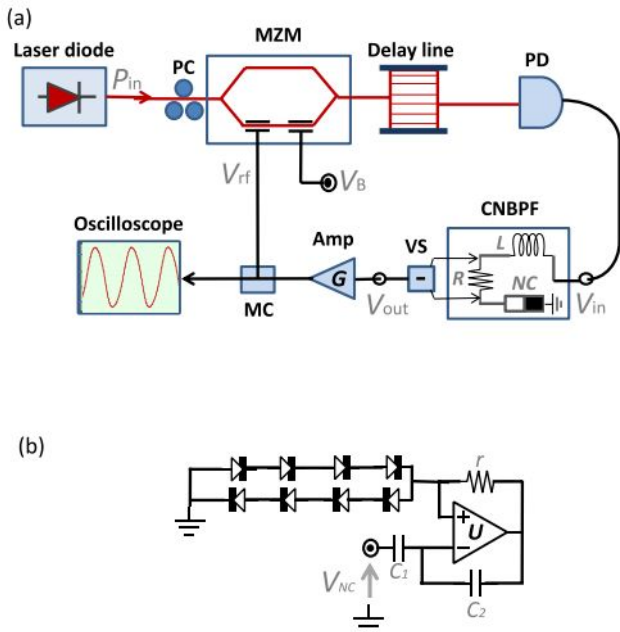 (a)
MZM
Laser diode
PC
Delay line
PD
Pin
Vrf
VB
CNBPF
Oscilloscope
Amp
VS
L
R
NC
G
-
MC
Vout
Vin
(b)
r
+
U
-
C1
VNC
C2